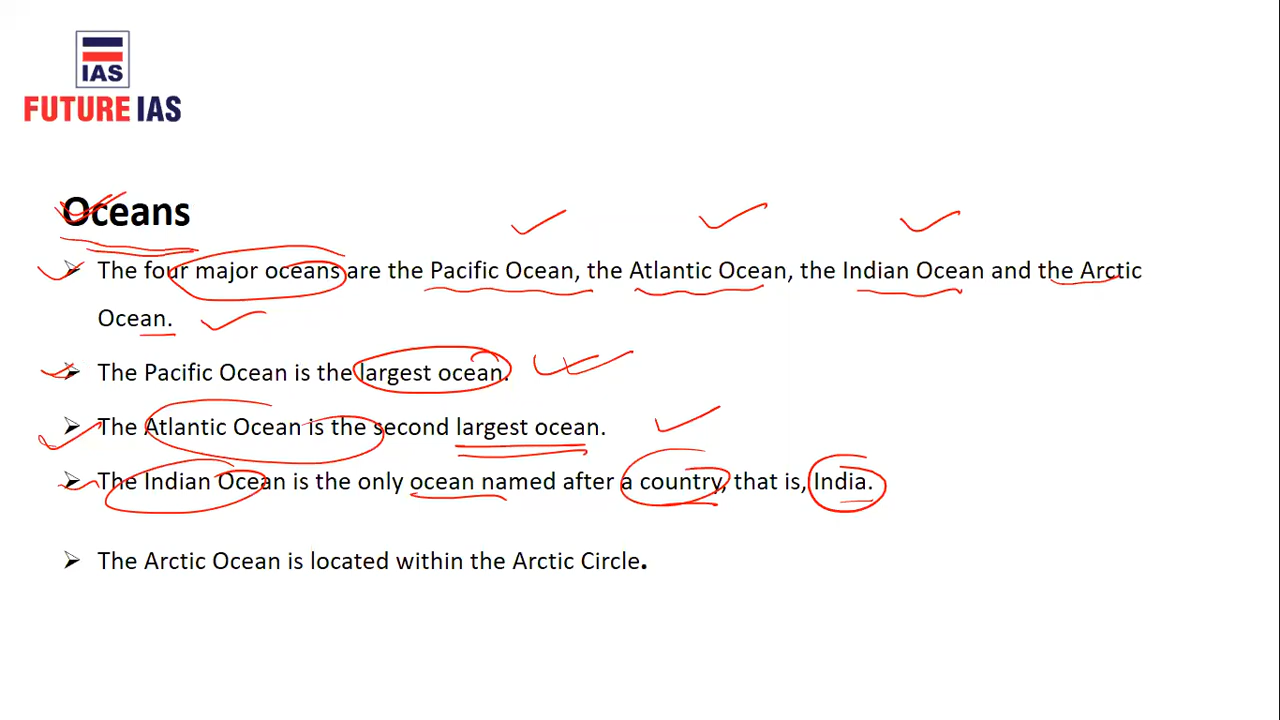 IAS
FUTURE IAS
Oceans
➢ The four major oceans are the Pacific Ocean, the Atlantic Ocean, the Indian Ocean and the Arctic
Ocean.
➢ The Pacific Ocean is the largest ocean.
➢ The Atlantic Ocean is the second largest ocean.
➢ The Indian Ocean is the only ocean named after a country, that is, India.
➢ The Arctic Ocean is located within the Arctic Circle.